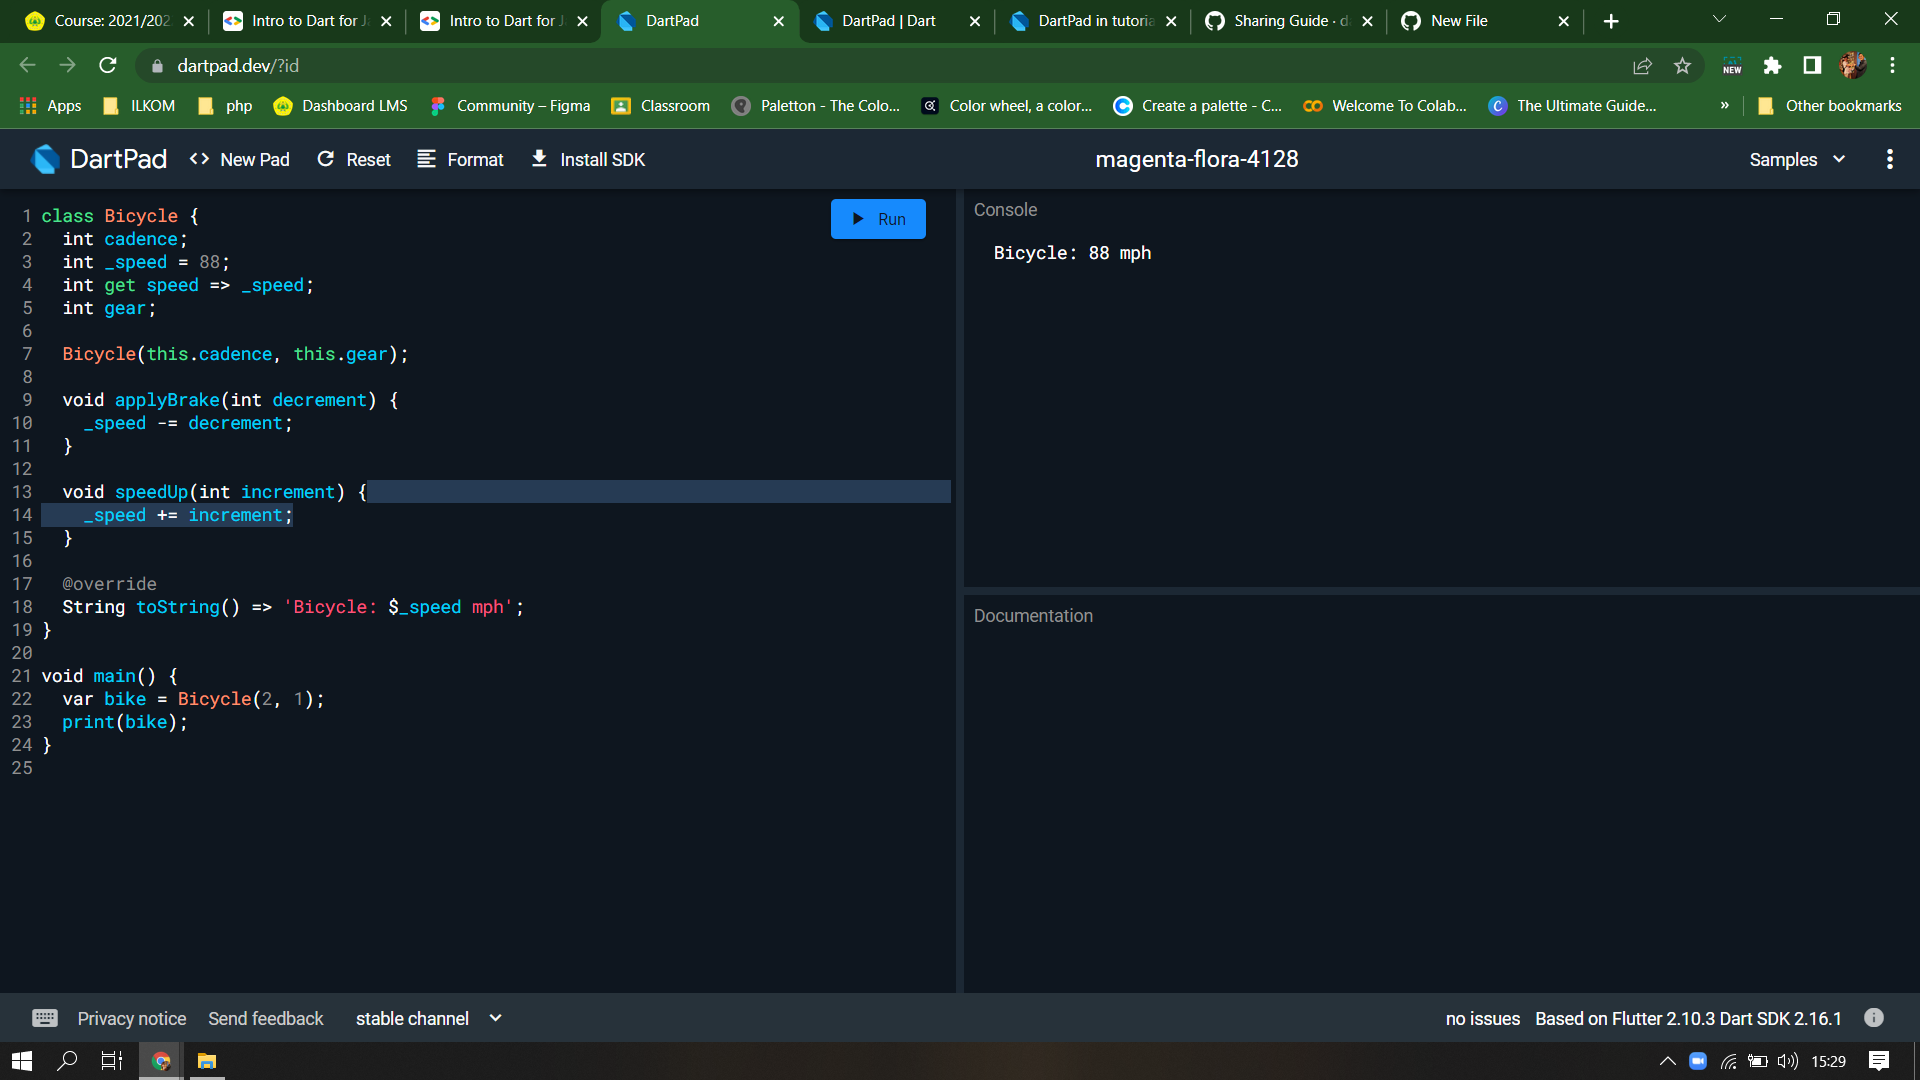 Course: 2021/202
Intro to Dart for Ja
Intro to Dart for Ja
DartPad
DartPad | Dart
DartPad in tutoria
Sharing Guide · da
New File
dartpad.dev/?id
NEW
Apps
ILKOM
php
Dashboard LMS
Community – Figma
Classroom
Paletton - The Colo...
Color wheel, a color...
Create a palette - C...
Welcome To Colab...
The Ultimate Guide...
»
Other bookmarks
DartPad
<> New Pad
Reset
Format
Install SDK
magenta-flora-4128
Samples
1 class Bicycle {
2 int cadence;
3 int _speed = 88;
4 int get speed => _speed;
5 int gear;
6
7 Bicycle(this.cadence, this.gear);
8
9 void applyBrake(int decrement) {
10 _speed -= decrement;
11 }
12
13 void speedUp(int increment) {
14 _speed += increment;
15 }
16
17 @override
18 String toString() => 'Bicycle: $_speed mph';
19 }
20
21 void main() {
22 var bike = Bicycle(2, 1);
23 print(bike);
24 }
25
Run
Console
Bicycle: 88 mph
Documentation
Privacy notice
Send feedback
stable channel
no issues
Based on Flutter 2.10.3 Dart SDK 2.16.1
15:29